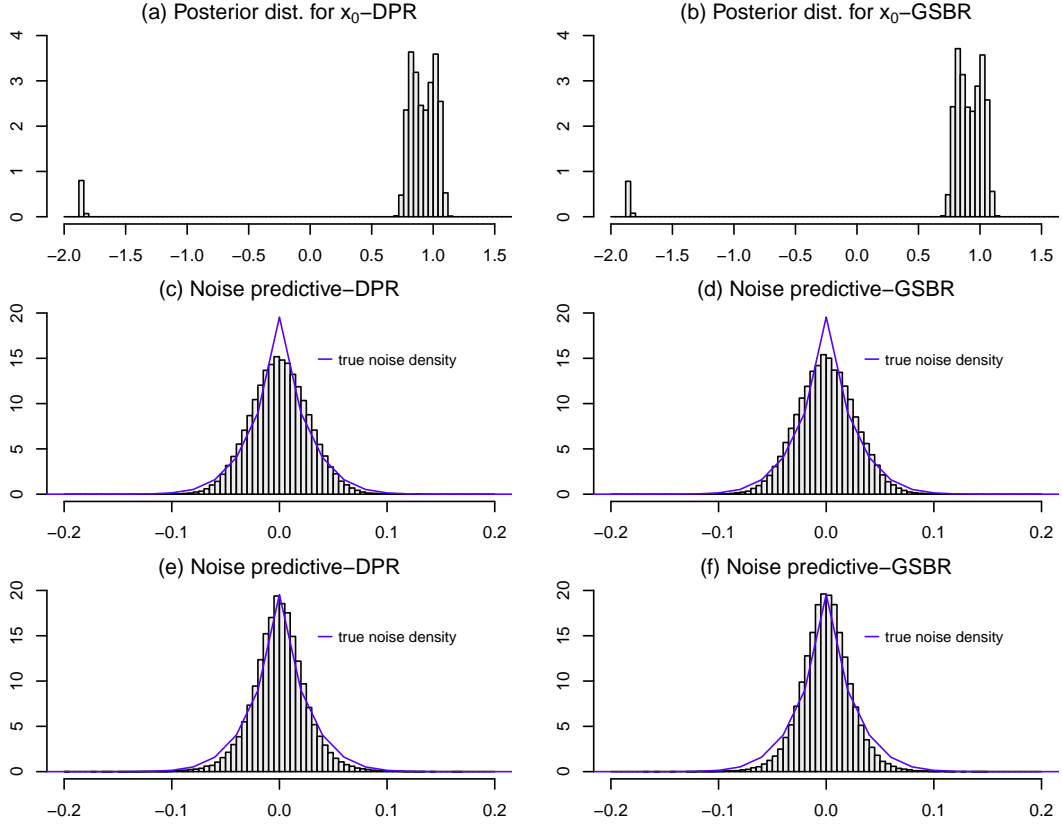 (a) Posterior dist. for x₀−DPR
4
3
2
1
0
−2.0 −1.5 −1.0 −0.5 0.0 0.5 1.0 1.5
(b) Posterior dist. for x₀−GSBR
4
3
2
1
0
−2.0 −1.5 −1.0 −0.5 0.0 0.5 1.0 1.5
(c) Noise predictive−DPR
20
15
10
5
0
true noise density
−0.2 −0.1 0.0 0.1 0.2
(d) Noise predictive−GSBR
20
15
10
5
0
true noise density
−0.2 −0.1 0.0 0.1 0.2
(e) Noise predictive−DPR
20
15
10
5
0
true noise density
−0.2 −0.1 0.0 0.1 0.2
(f) Noise predictive−GSBR
20
15
10
5
0
true noise density
−0.2 −0.1 0.0 0.1 0.2